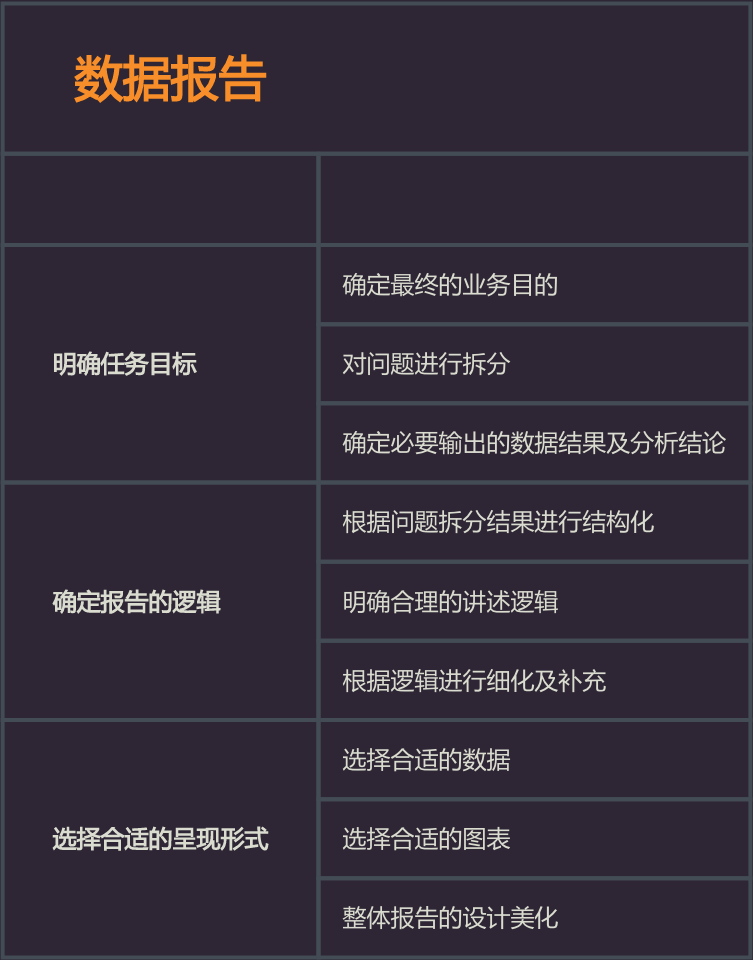 数据报告
明确任务目标
确定最终的业务目的
对问题进行拆分
确定必要输出的数据结果及分析结论
确定报告的逻辑
根据问题拆分结果进行结构化
明确合理的讲述逻辑
根据逻辑进行细化及补充
选择合适的呈现形式
选择合适的数据
选择合适的图表
整体报告的设计美化